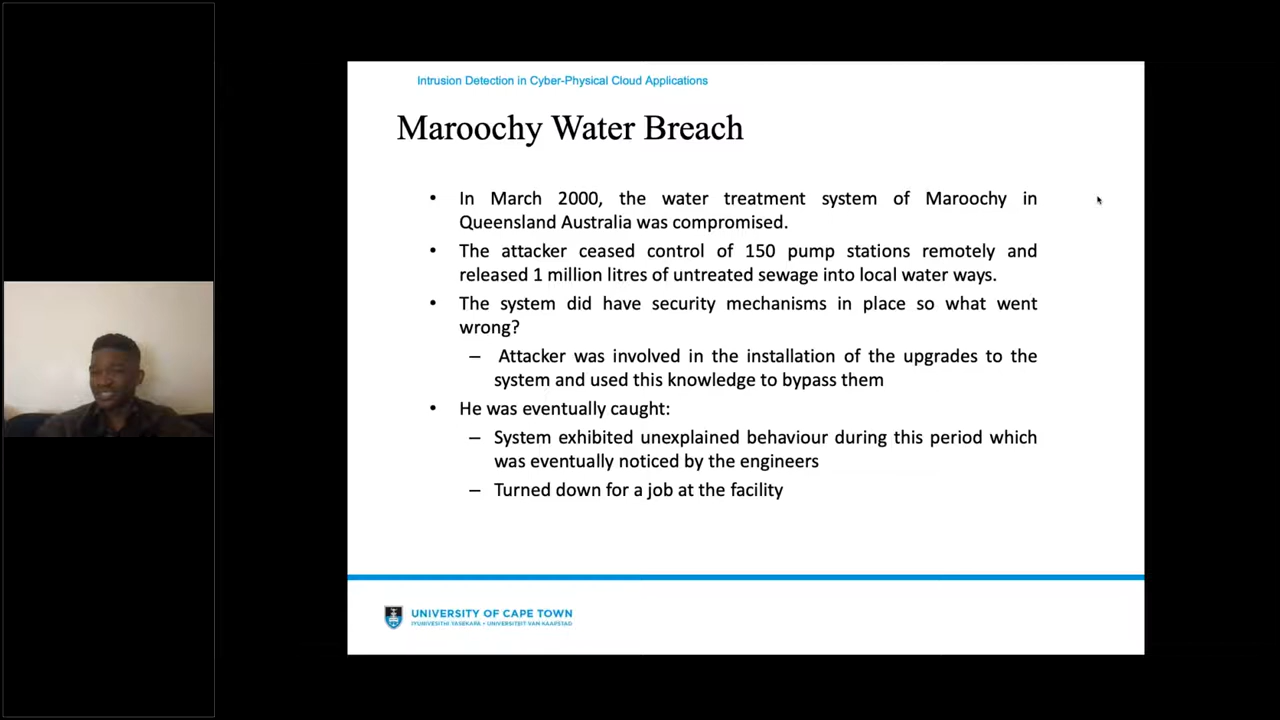 Intrusion Detection in Cyber-Physical Cloud Applications
Maroochy Water Breach
• In March 2000, the water treatment system of Maroochy in
Queensland Australia was compromised.
• The attacker ceased control of 150 pump stations remotely and
released 1 million litres of untreated sewage into local water ways.
• The system did have security mechanisms in place so what went
wrong?
– Attacker was involved in the installation of the upgrades to the
system and used this knowledge to bypass them
• He was eventually caught:
– System exhibited unexplained behaviour during this period which
was eventually noticed by the engineers
– Turned down for a job at the facility
UNIVERSITY OF CAPE TOWN
IYUNIVESITHI YASEKAPA • UNIVERSITEIT VAN KAAPSTAD